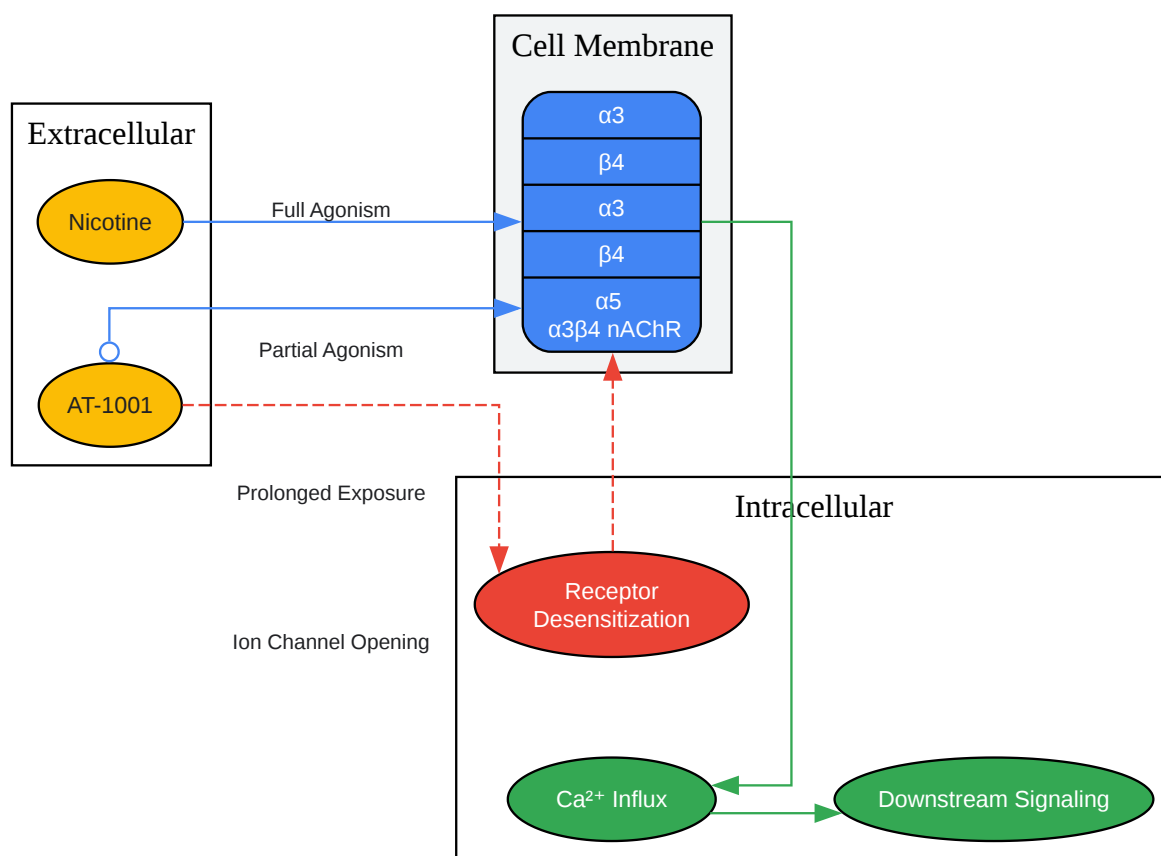 Cell Membrane
α3
β4
α3
β4
α5
α3β4 nAChR
Extracellular
Nicotine
AT-1001
Full Agonism
Partial Agonism
Prolonged Exposure
Ion Channel Opening
Intracellular
Receptor
Desensitization
Ca²⁺ Influx
Downstream Signaling